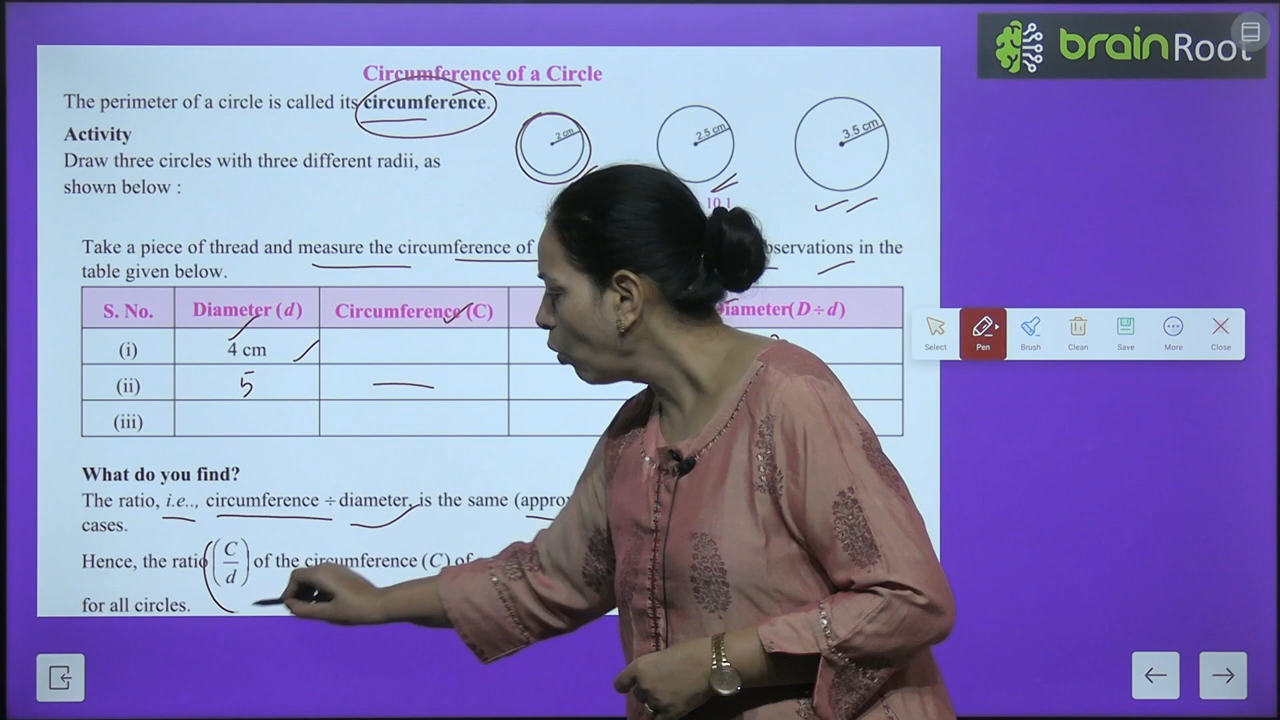 brainRoot
Circumference of a Circle
The perimeter of a circle is called its circumference.
Activity
Draw three circles with three different radii, as
shown below :
2 cm
2.5 cm
3.5 cm
10.1
Take a piece of thread and measure the circumference of
observations in the
table given below.
S. No. Diameter (d) Circumference (C) Diameter(D ÷ d)
(i) 4 cm
(ii) 5 —
(iii)
What do you find?
The ratio, i.e.., circumference ÷ diameter, is the same
cases.
Hence, the ratio (C/d) of the circumference (C) of
for all circles.
Select Pen Brush Clean Save More Close